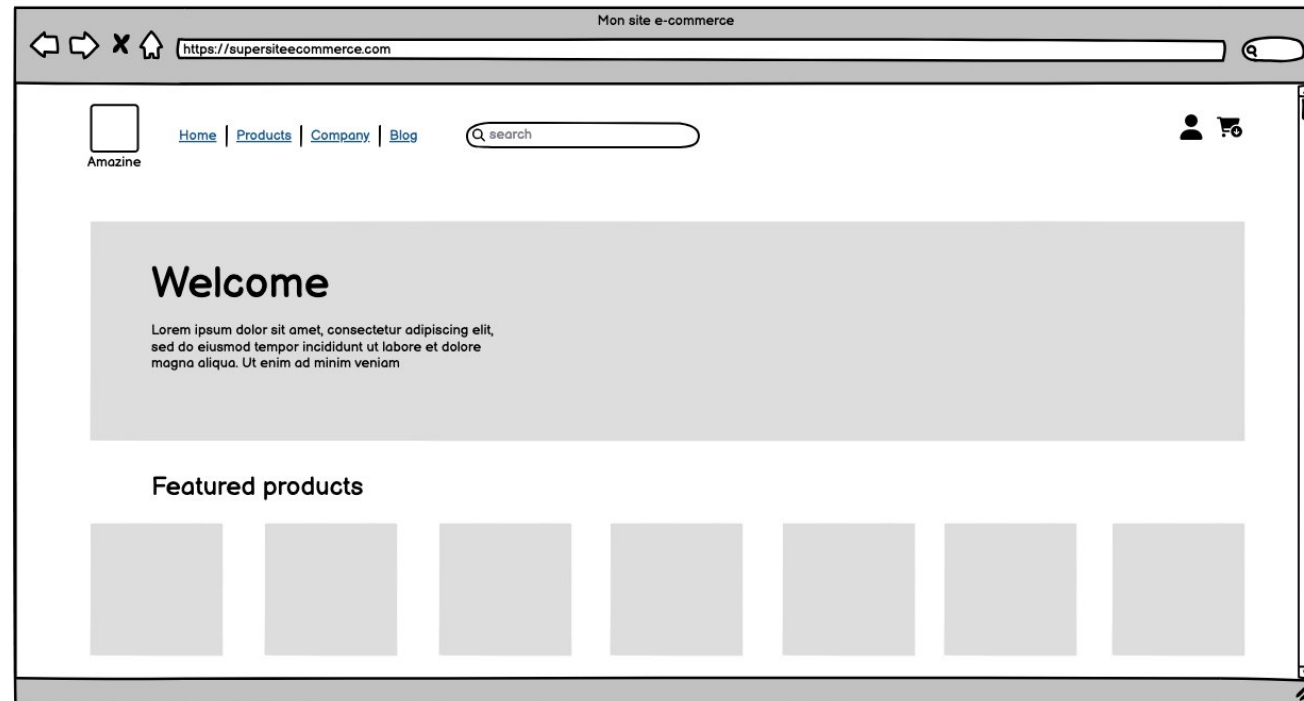 Mon site e-commerce
https://supersiteecommerce.com
Home | Products | Company | Blog
search
Amazine
Welcome
Lorem ipsum dolor sit amet, consectetur adipiscing elit,
sed do eiusmod tempor incididunt ut labore et dolore
magna aliqua. Ut enim ad minim veniam
Featured products